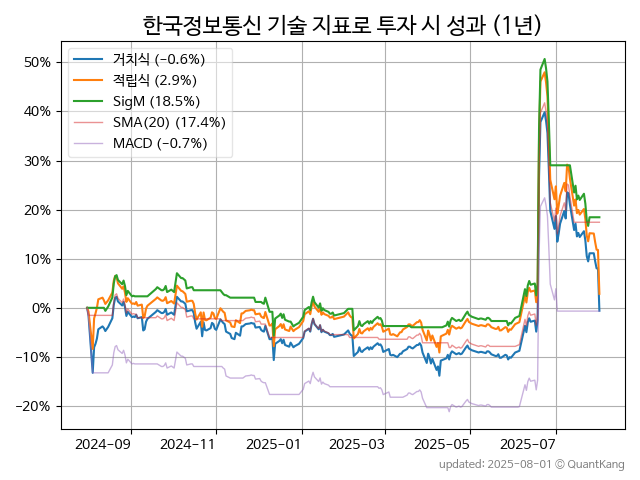 한국정보통신 기술 지표로 투자 시 성과 (1년)
거치식 (−0.6%)
적립식 (2.9%)
SigM (18.5%)
SMA(20) (17.4%)
MACD (−0.7%)
50%
40%
30%
20%
10%
0%
−10%
−20%
2024-09 2024-11 2025-01 2025-03 2025-05 2025-07
updated: 2025-08-01 © QuantKang